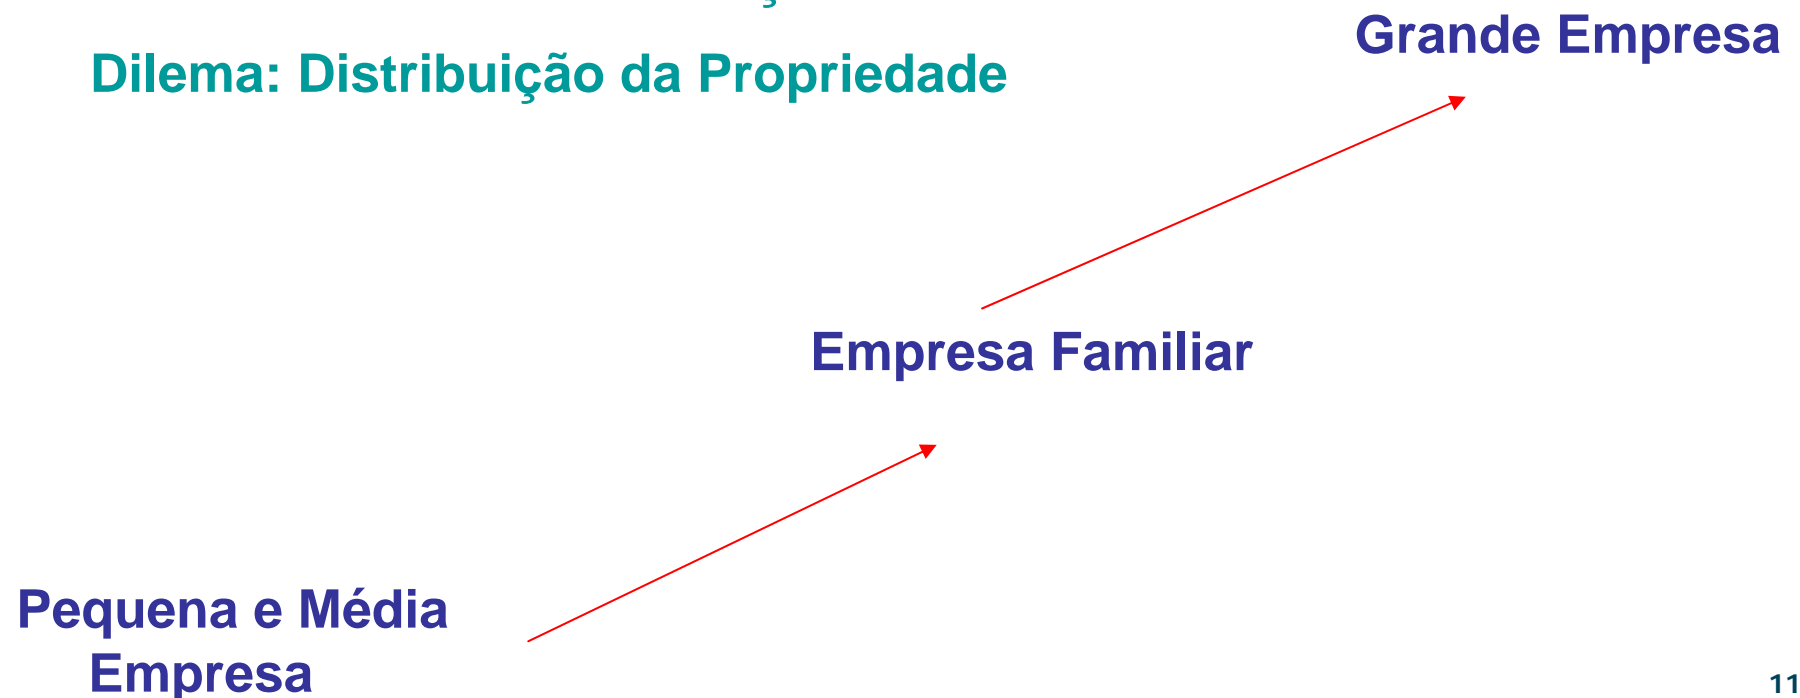 Grande Empresa
Dilema: Distribuição da Propriedade
Empresa Familiar
Pequena e Média
Empresa
11